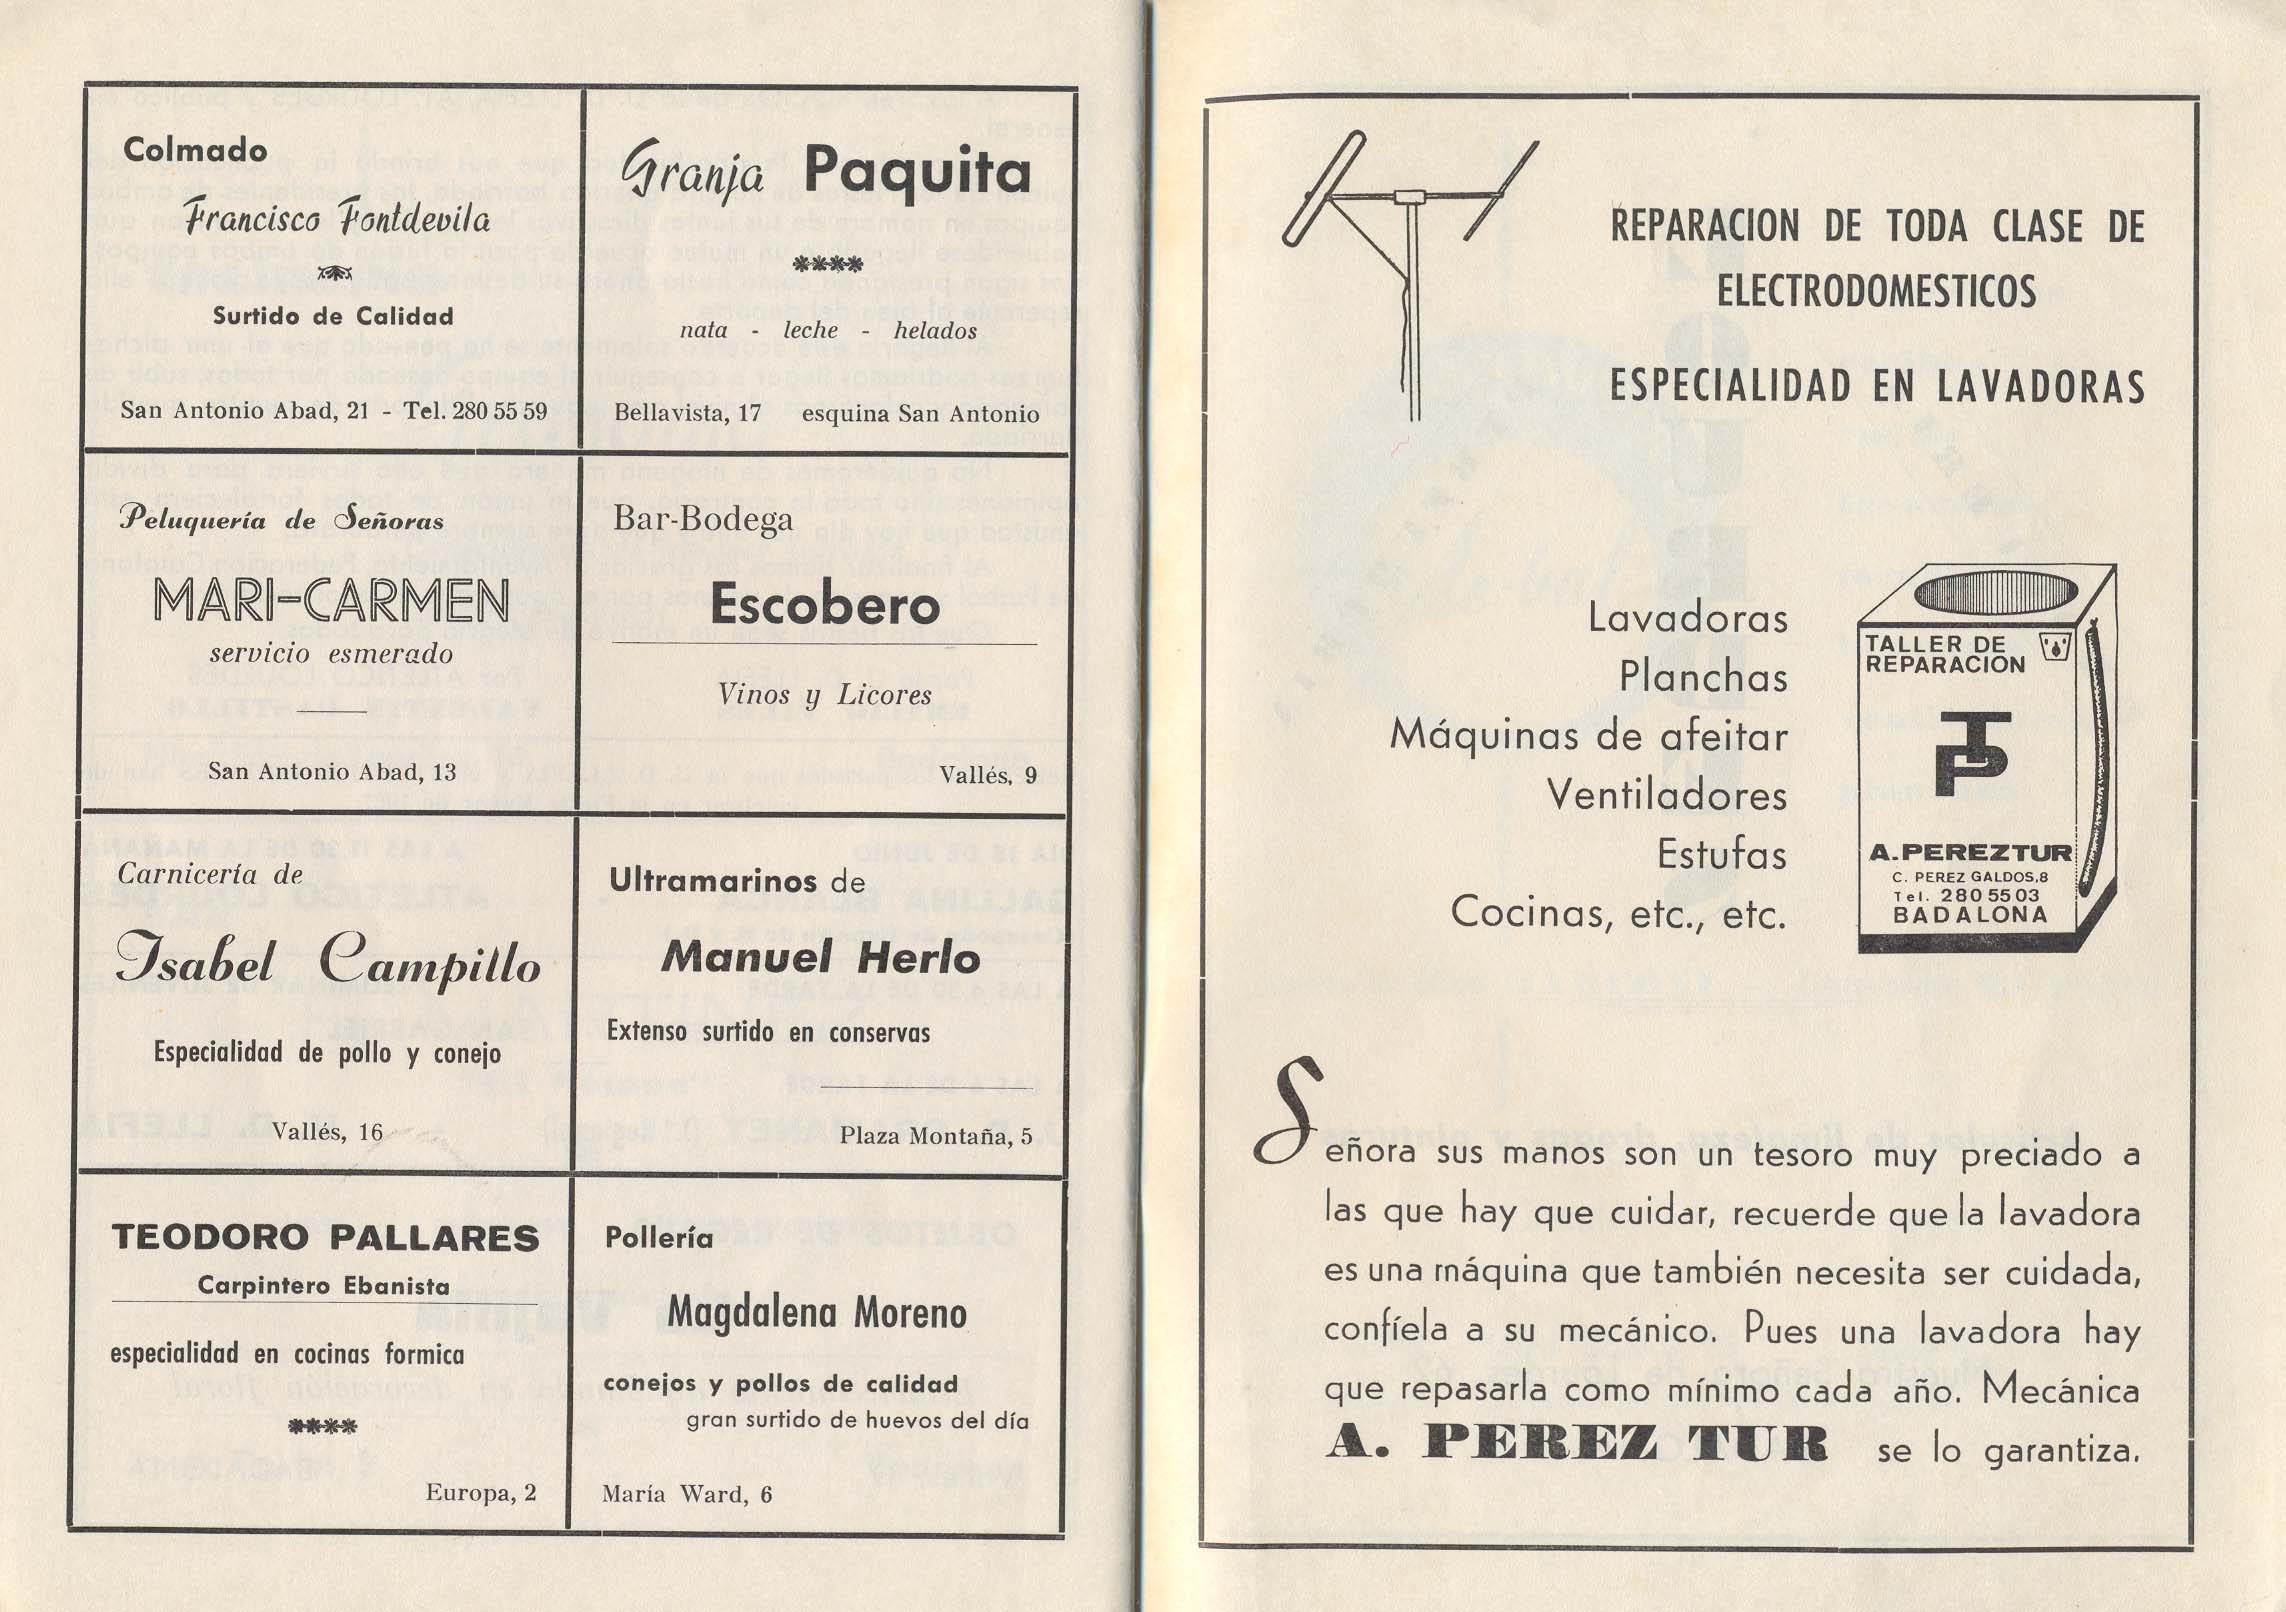 Colmado
Francisco Fontdevila
Surtido de Calidad
San Antonio Abad, 21 - Tel. 280 55 59
Granja Paquita
****
nata - leche - helados
Bellavista, 17 esquina San Antonio
Peluquería de Señoras
MARI-CARMEN
servicio esmerado
San Antonio Abad, 13
Bar-Bodega
Escobero
Vinos y Licores
Vallés, 9
Carnicería de
Isabel Campillo
Especialidad de pollo y conejo
Vallés, 16
Ultramarinos de
Manuel Herlo
Extenso surtido en conservas
Plaza Montaña, 5
TEODORO PALLARES
Carpintero Ebanista
especialidad en cocinas formica
****
Europa, 2
Pollería
Magdalena Moreno
conejos y pollos de calidad
gran surtido de huevos del día
María Ward, 6
REPARACION DE TODA CLASE DE
ELECTRODOMESTICOS
ESPECIALIDAD EN LAVADORAS
Lavadoras
Planchas
Máquinas de afeitar
Ventiladores
Estufas
Cocinas, etc., etc.
TALLER DE
REPARACION
TP
A. PEREZ TUR
C. PEREZ GALDOS, 8
Tel. 280 55 03
BADALONA
Señora sus manos son un tesoro muy preciado a
las que hay que cuidar, recuerde que la lavadora
es una máquina que también necesita ser cuidada,
confíela a su mecánico. Pues una lavadora hay
que repasarla como mínimo cada año. Mecánica
A. PEREZ TUR se lo garantiza.